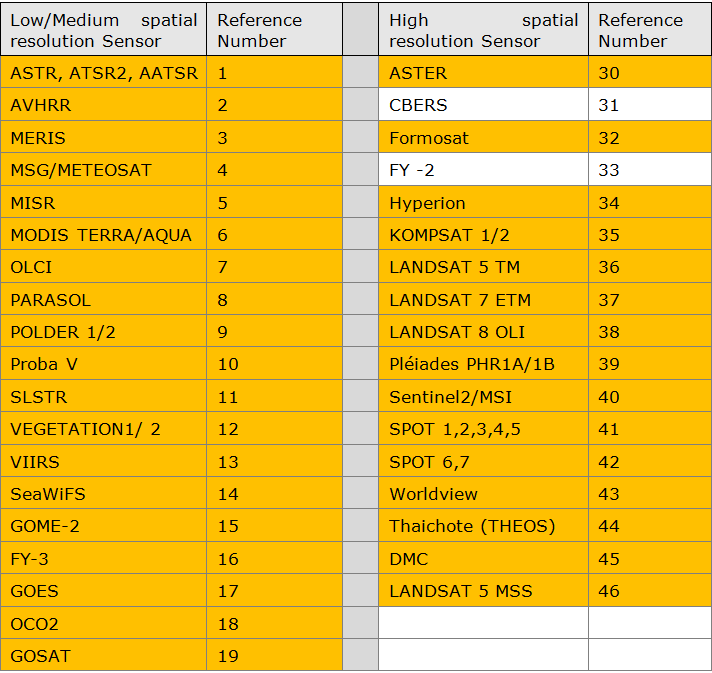 Low/Medium spatial resolution Sensor	Reference Number	High spatial resolution Sensor	Reference Number
ASTR, ATSR2, AATSR	1	ASTER	30
AVHRR	2	CBERS	31
MERIS	3	Formosat	32
MSG/METEOSAT	4	FY -2	33
MISR	5	Hyperion	34
MODIS TERRA/AQUA	6	KOMPSAT 1/2	35
OLCI	7	LANDSAT 5 TM	36
PARASOL	8	LANDSAT 7 ETM	37
POLDER 1/2	9	LANDSAT 8 OLI	38
Proba V	10	Pléiades PHR1A/1B	39
SLSTR	11	Sentinel2/MSI	40
VEGETATION1/ 2	12	SPOT 1,2,3,4,5	41
VIIRS	13	SPOT 6,7	42
SeaWiFS	14	Worldview	43
GOME-2	15	Thaichote (THEOS)	44
FY-3	16	DMC	45
GOES	17	LANDSAT 5 MSS	46
OCO2	18
GOSAT	19